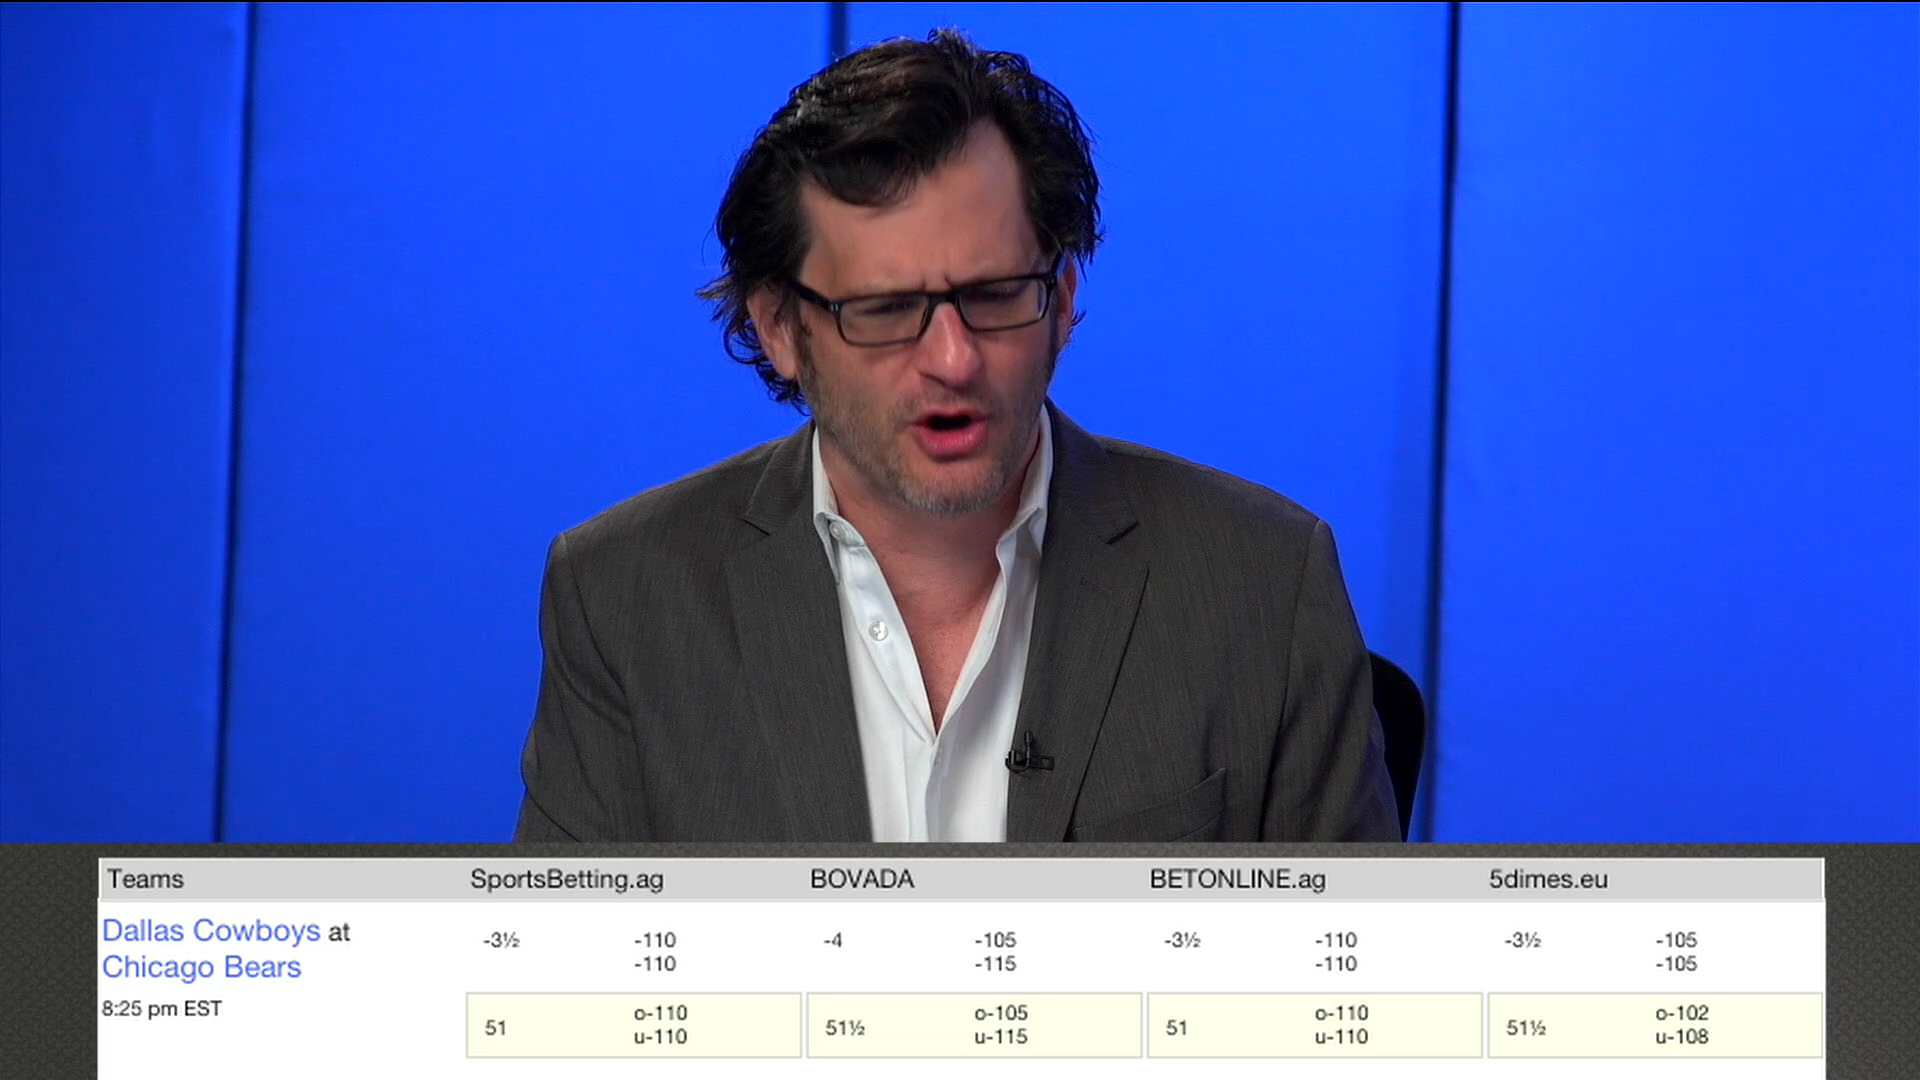 Teams SportsBetting.ag BOVADA BETONLINE.ag 5dimes.eu
Dallas Cowboys at
Chicago Bears
-3½ -110 -4 -105 -3½ -110 -3½ -105
-110 -115 -110 -105
8:25 pm EST
51 o-110 51½ o-105 51 o-110 51½ o-102
u-110 u-115 u-110 u-108